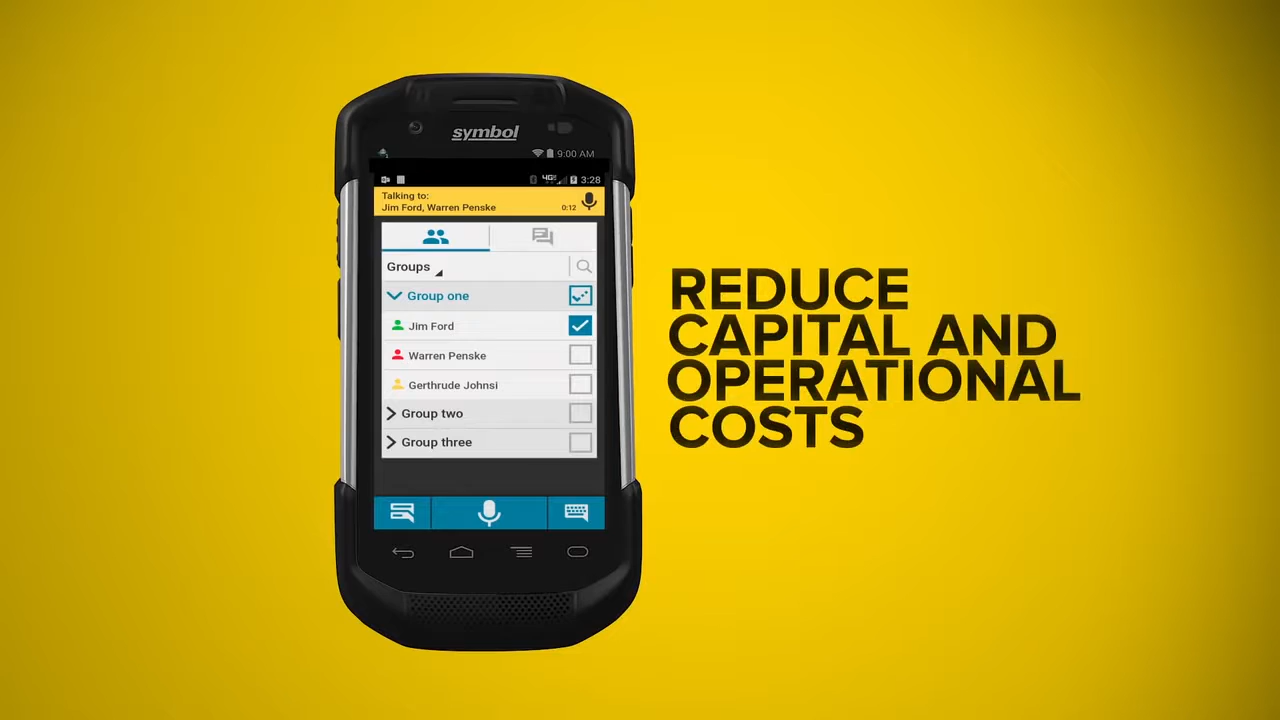 symbol
9:00 AM
4G 3:28
Talking to:
Jim Ford, Warren Penske
0:12
Groups
Group one
Jim Ford
Warren Penske
Gerthrude Johnsi
Group two
Group three
REDUCE
CAPITAL AND
OPERATIONAL
COSTS